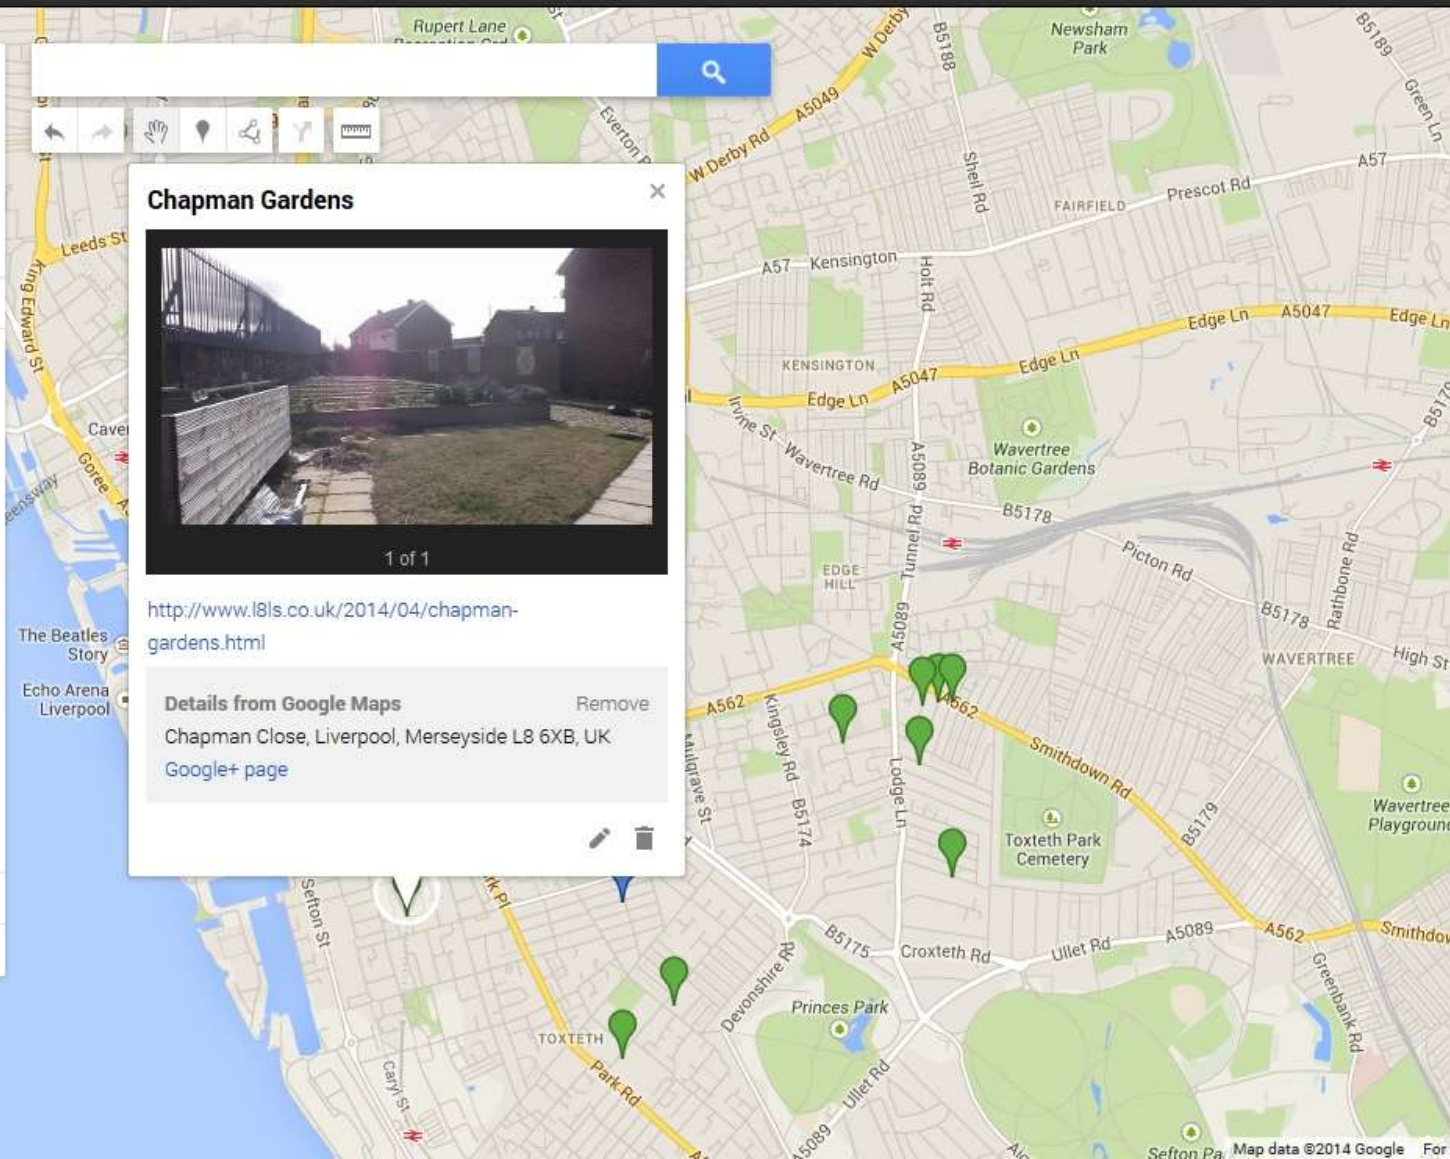 Rupert Lane
Newsham
Park
W Derby
B5188
B5189
Green Ln
A5049
W Derby Rd
Sheil Rd
A57
Prescot Rd
FAIRFIELD
Leeds St
King Edward St
Chapman Gardens
A57
Kensington
Holt Rd
Edge Ln
A5047
Edge Ln
KENSINGTON
Edge Ln
A5047
Edge Ln
Irvine St
Wavertree Rd
A5089
Wavertree
Botanic Gardens
Goree
B5178
Tunnel Rd
Picton Rd
Rathbone Rd
EDGE
HILL
1 of 1
http://www.l8ls.co.uk/2014/04/chapman-
gardens.html
The Beatles
Story
Echo Arena
Liverpool
A5089
B5178
WAVERTREE
High St
Details from Google Maps Remove
Chapman Close, Liverpool, Merseyside L8 6XB, UK
Google+ page
A562
Kingsley Rd
B5174
Mulgrave St
Lodge Ln
A562
Smithdown Rd
B5179
Toxteth Park
Cemetery
Wavertree
Playground
Sefton St
B5175
Croxteth Rd
Ullet Rd
A5089
A562
Greenbank Rd
Devonshire R
Princes Park
TOXTETH
Park Rd
Caryl St
Ullet Rd
A5089
Sefton Pa
Map data ©2014 Google For